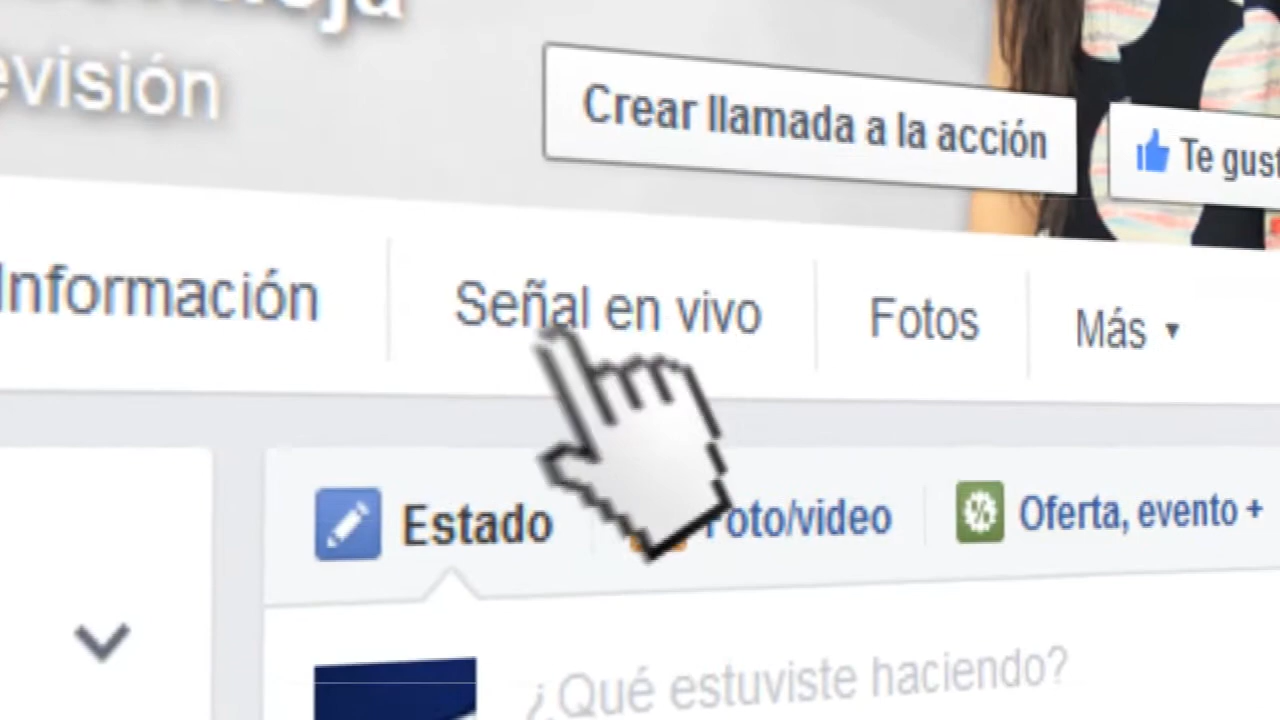 evisión
Crear llamada a la acción
Te gust
Información
Señal en vivo
Fotos
Más
Estado
Foto/video
Oferta, evento +
¿Qué estuviste haciendo?